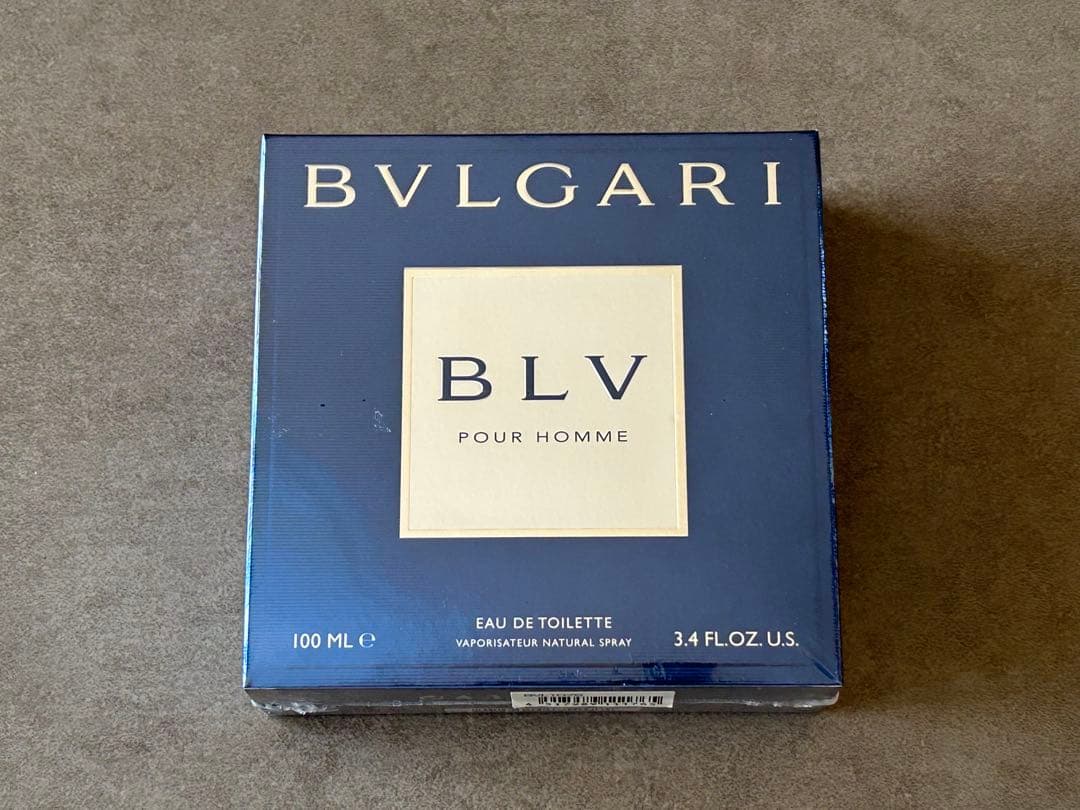 BVLGARI
BLV
POUR HOMME
EAU DE TOILETTE
100 ML ℮
VAPORISATEUR NATURAL SPRAY
3.4 FL.OZ. U.S.